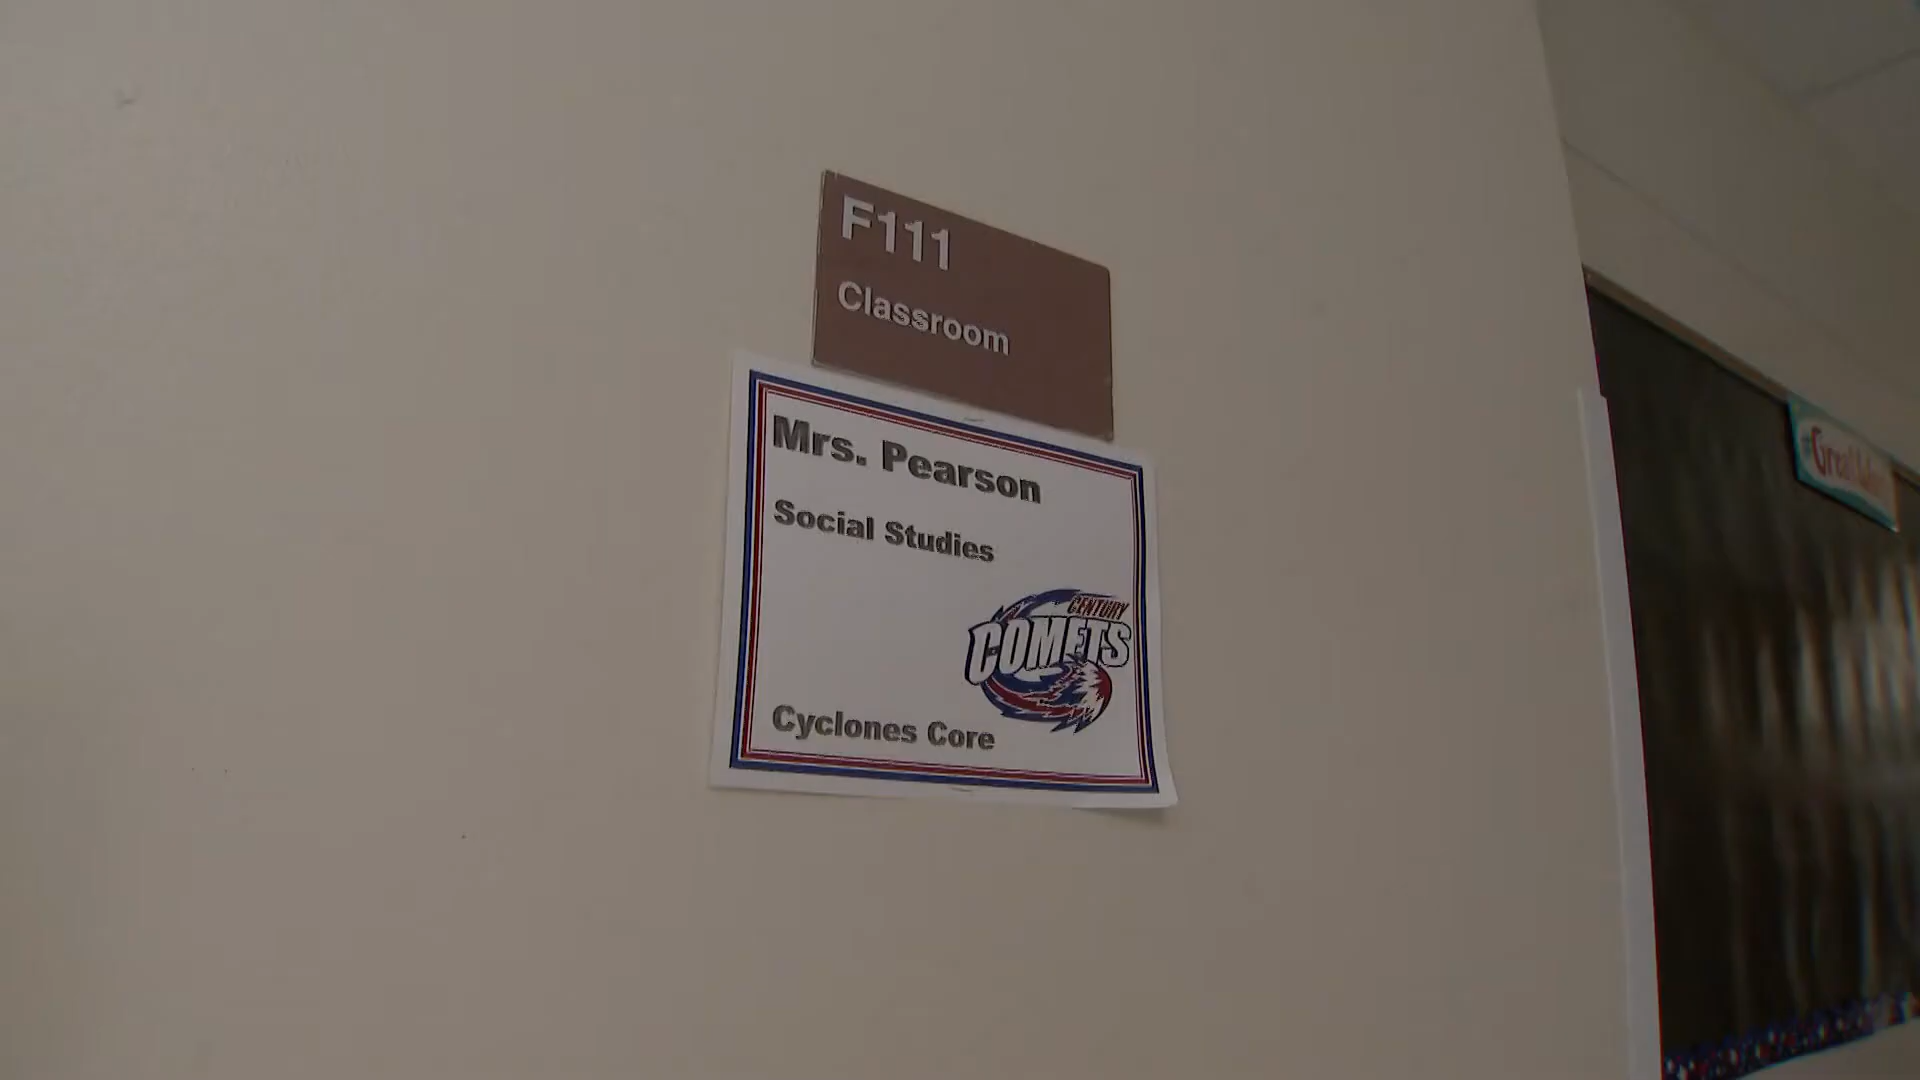 F111
Classroom
Mrs. Pearson
Social Studies
CENTURY
COMETS
Cyclones Core